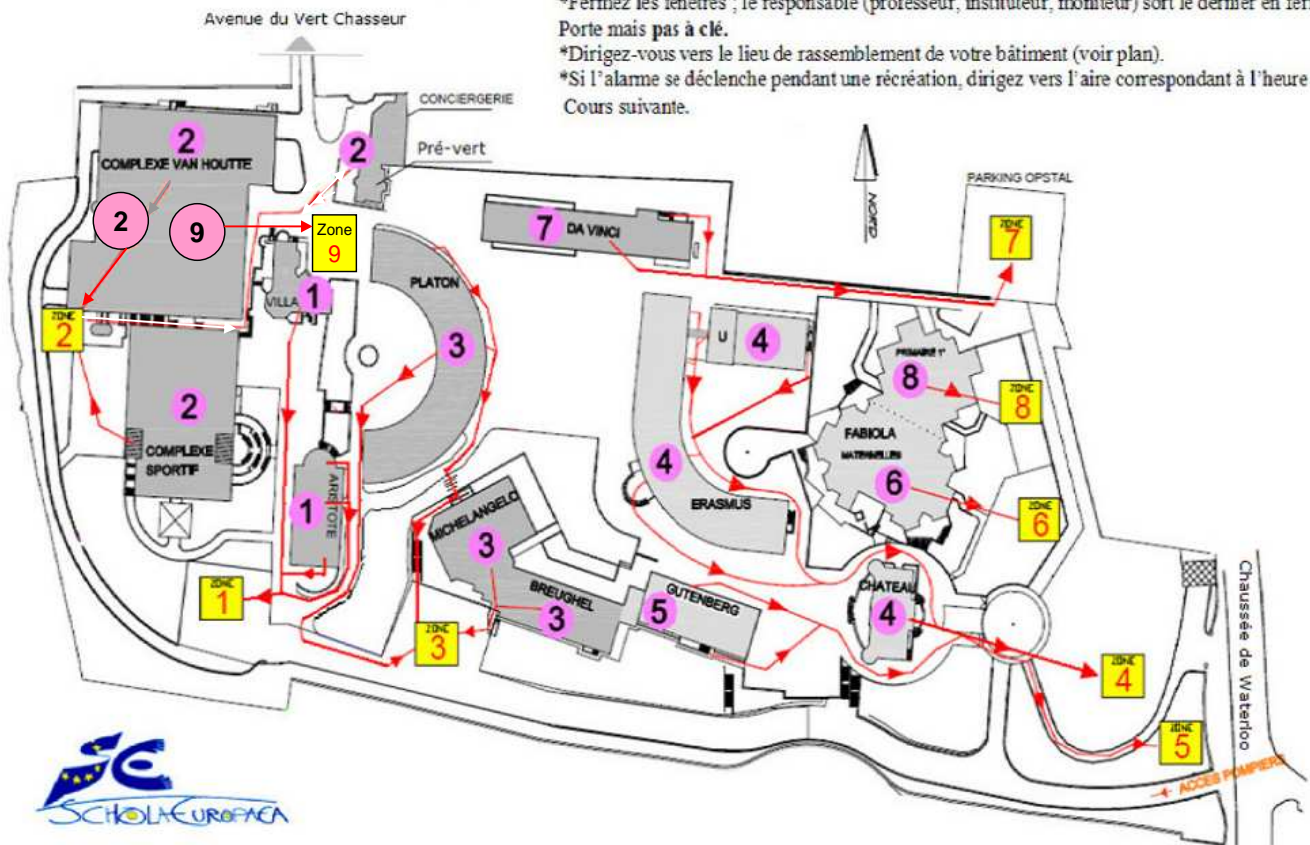 *Fermez les fenêtres ; le responsable (professeur, instituteur, moniteur) sort le dernier en
Porte mais pas à clé.
*Dirigez-vous vers le lieu de rassemblement de votre bâtiment (voir plan).
*Si l'alarme se déclenche pendant une récréation, dirigez vers l'aire correspondant à l'heure
Cours suivante.
Avenue du Vert Chasseur
CONCIERGERIE
2
COMPLEXE VAN HOUTTE
2
Pré-vert
NORD
PARKING OPSTAL
2
9
Zone
9
7
DA VINCI
ZONE
7
VILLA
1
PLATON
3
ZONE
2
U
4
PRIMAIRE 1°
8
ZONE
8
2
COMPLEXE
SPORTIF
FABIOLA
MATERNELLES
6
ZONE
6
4
ERASMUS
1
ARISTOTE
MICHELANGELO
3
BREUGHEL
3
5
GUTENBERG
CHATEAU
4
ZONE
1
ZONE
3
ZONE
4
ZONE
5
Chaussée de Waterloo
ACCES POMPIERS
SCHOLA EUROPAEA